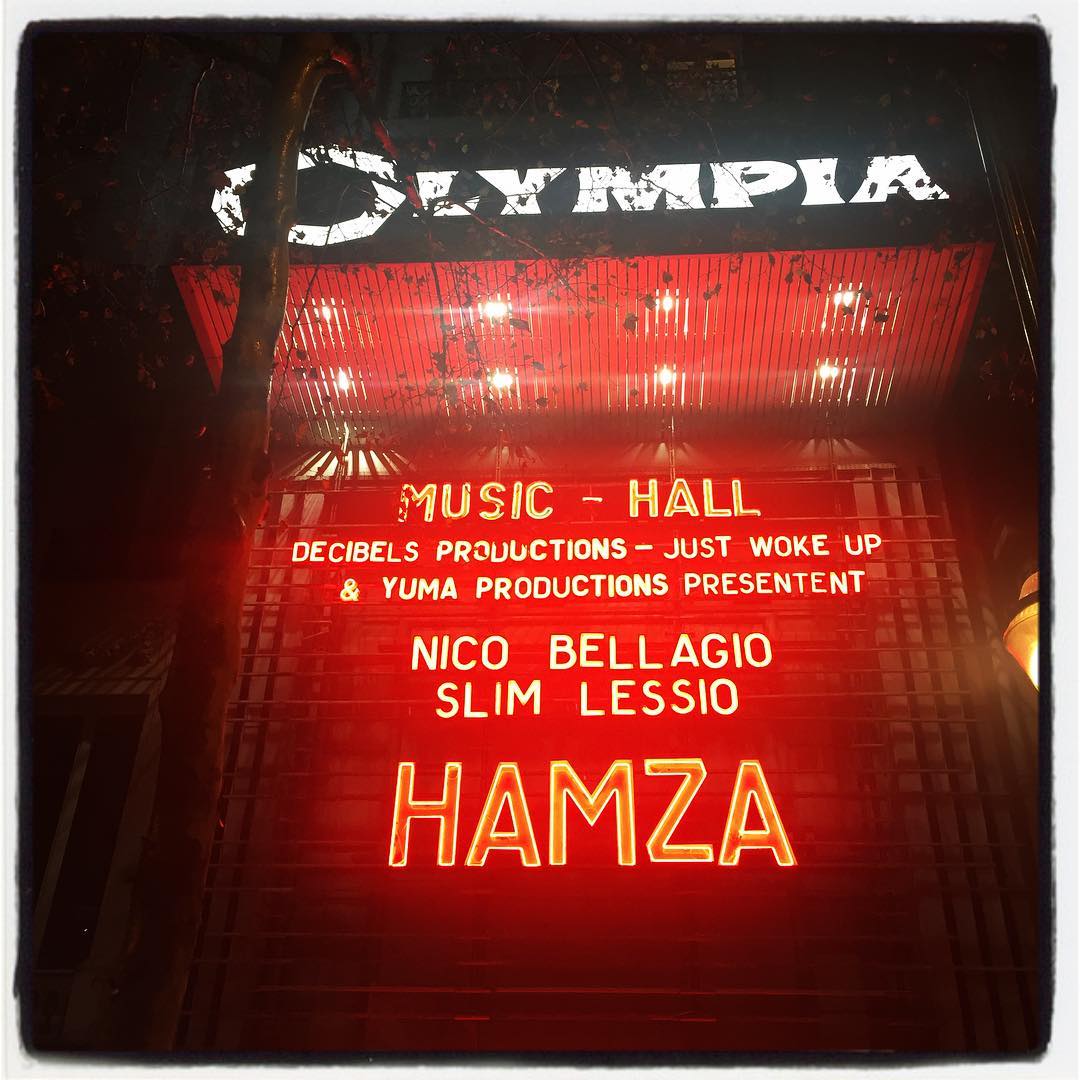 OLYMPIA
MUSIC - HALL
DECIBELS PRODUCTIONS - JUST WOKE UP
& YUMA PRODUCTIONS PRESENTENT
NICO BELLAGIO
SLIM LESSIO
HAMZA